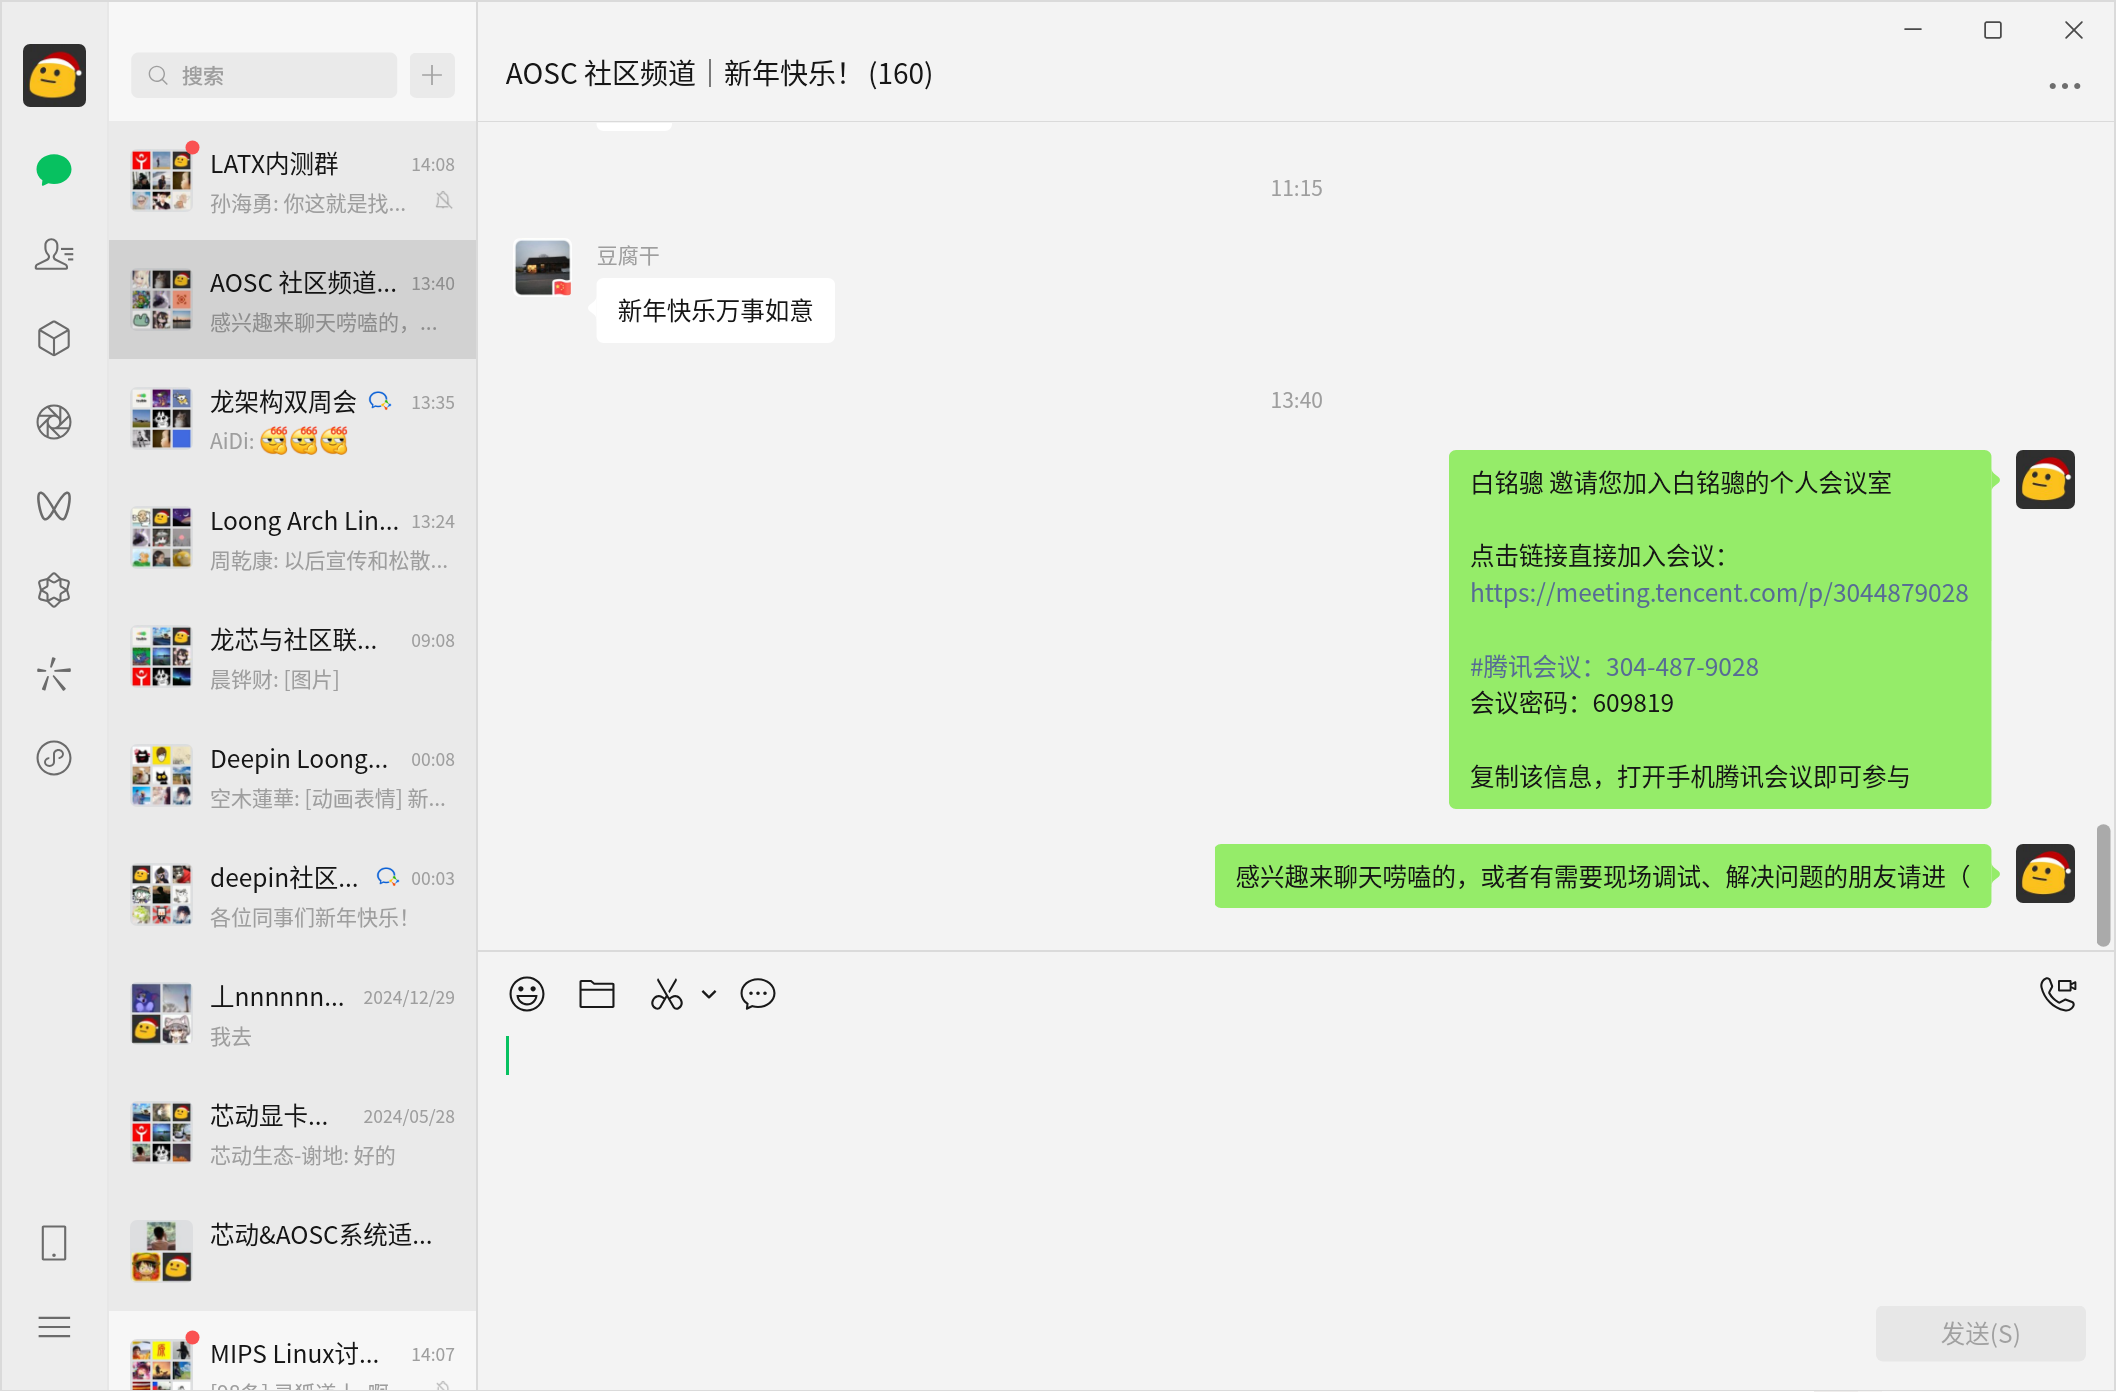 搜索
LATX内测群 14:08
孙海勇: 你这就是找...
AOSC 社区频道... 13:40
感兴趣来聊天唠嗑的，...
龙架构双周会 13:35
AiDi:
Loong Arch Lin... 13:24
周乾康: 以后宣传和松散...
龙芯与社区联... 09:08
晨铧财: [图片]
Deepin Loong... 00:08
空木蓮華: [动画表情] 新...
deepin社区... 00:03
各位同事们新年快乐！
丄nnnnnn... 2024/12/29
我去
芯动显卡... 2024/05/28
芯动生态-谢地: 好的
芯动&AOSC系统适...
MIPS Linux讨... 14:07
AOSC 社区频道｜新年快乐！ (160)
11:15
豆腐干
新年快乐万事如意
13:40
白铭骢 邀请您加入白铭骢的个人会议室
点击链接直接加入会议：
https://meeting.tencent.com/p/3044879028
#腾讯会议：304-487-9028
会议密码：609819
复制该信息，打开手机腾讯会议即可参与
感兴趣来聊天唠嗑的，或者有需要现场调试、解决问题的朋友请进（
发送(S)